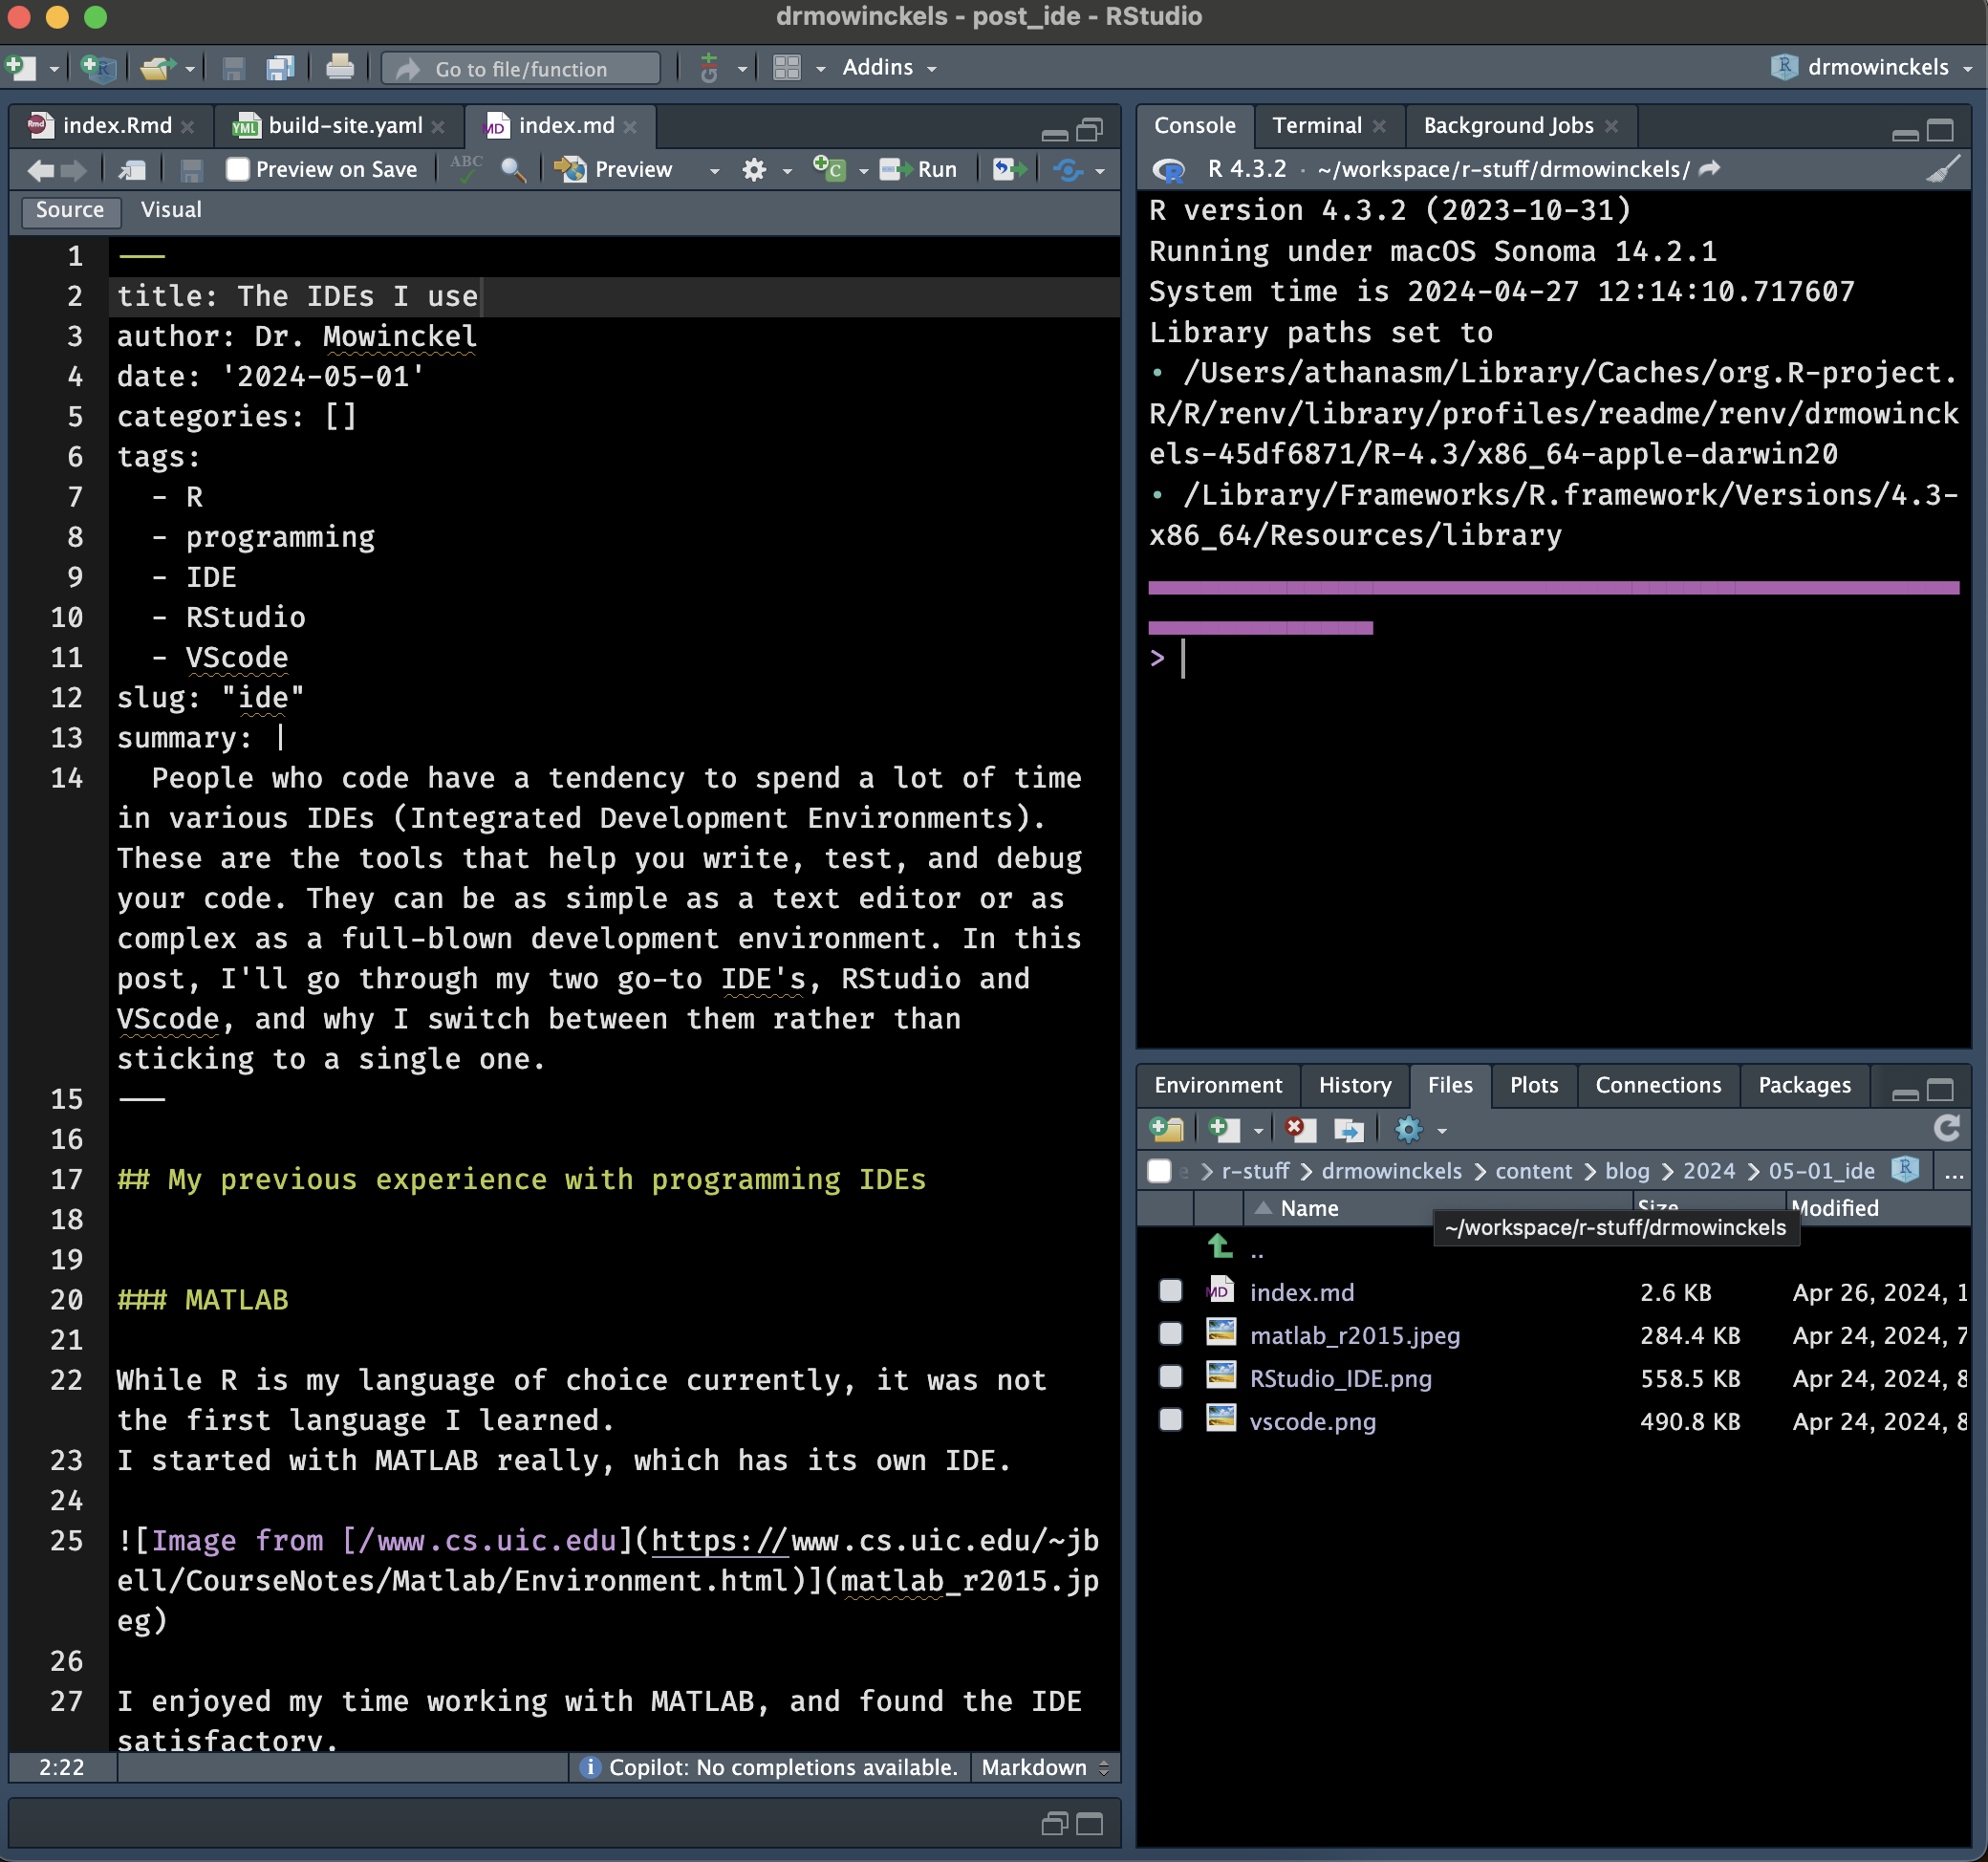 drmowinckels - post_ide - RStudio
Go to file/function
Addins
drmowinckels
index.Rmd
build-site.yaml
index.md
Preview on Save
Preview
Run
Source
Visual
1 ---
2 title: The IDEs I use
3 author: Dr. Mowinckel
4 date: '2024-05-01'
5 categories: []
6 tags:
7 - R
8 - programming
9 - IDE
10 - RStudio
11 - VScode
12 slug: "ide"
13 summary: |
14 People who code have a tendency to spend a lot of time
in various IDEs (Integrated Development Environments).
These are the tools that help you write, test, and debug
your code. They can be as simple as a text editor or as
complex as a full-blown development environment. In this
post, I'll go through my two go-to IDE's, RStudio and
VScode, and why I switch between them rather than
sticking to a single one.
15 ---
16
17 ## My previous experience with programming IDEs
18
19
20 ### MATLAB
21
22 While R is my language of choice currently, it was not
the first language I learned.
23 I started with MATLAB really, which has its own IDE.
24
25 ![Image from [/www.cs.uic.edu](https://www.cs.uic.edu/~jb
ell/CourseNotes/Matlab/Environment.html)](matlab_r2015.jp
eg)
26
27 I enjoyed my time working with MATLAB, and found the IDE
satisfactory.
2:22
Copilot: No completions available.
Markdown
Console
Terminal
Background Jobs
R 4.3.2 · ~/workspace/r-stuff/drmowinckels/
R version 4.3.2 (2023-10-31)
Running under macOS Sonoma 14.2.1
System time is 2024-04-27 12:14:10.717607
Library paths set to
• /Users/athanasm/Library/Caches/org.R-project.
R/R/renv/library/profiles/readme/renv/drmowinck
els-45df6871/R-4.3/x86_64-apple-darwin20
• /Library/Frameworks/R.framework/Versions/4.3-
x86_64/Resources/library
>
Environment
History
Files
Plots
Connections
Packages
e > r-stuff > drmowinckels > content > blog > 2024 > 05-01_ide ...
Name Size Modified
~/workspace/r-stuff/drmowinckels
..
index.md 2.6 KB Apr 26, 2024, 1
matlab_r2015.jpeg 284.4 KB Apr 24, 2024, 7
RStudio_IDE.png 558.5 KB Apr 24, 2024, 8
vscode.png 490.8 KB Apr 24, 2024, 8